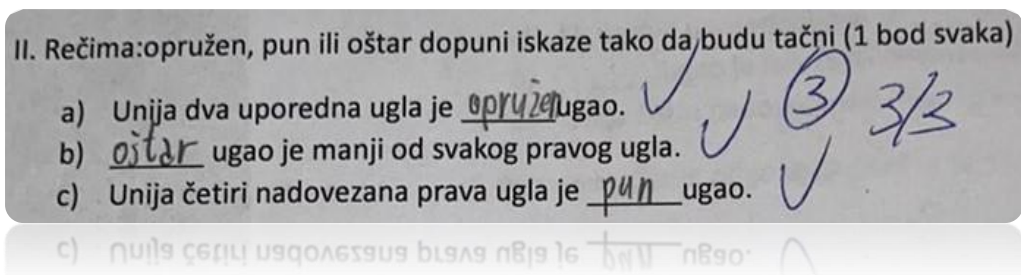 II. Rečima:opružen, pun ili oštar dopuni iskaze tako da budu tačni (1 bod svaka)
a) Unija dva uporedna ugla je opružen ugao.
b) oštar ugao je manji od svakog pravog ugla.
c) Unija četiri nadovezana prava ugla je pun ugao.
3 3/3